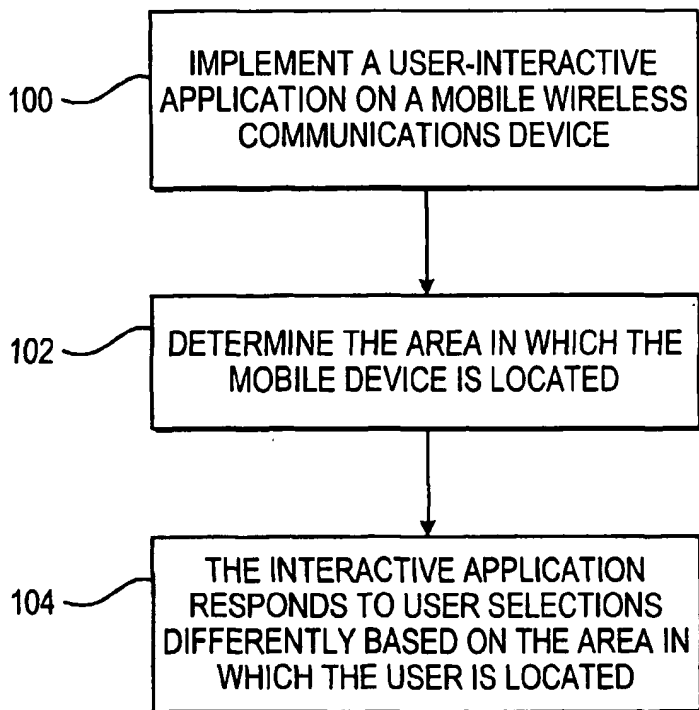 100
IMPLEMENT A USER-INTERACTIVE
APPLICATION ON A MOBILE WIRELESS
COMMUNICATIONS DEVICE
102
DETERMINE THE AREA IN WHICH THE
MOBILE DEVICE IS LOCATED
104
THE INTERACTIVE APPLICATION
RESPONDS TO USER SELECTIONS
DIFFERENTLY BASED ON THE AREA IN
WHICH THE USER IS LOCATED